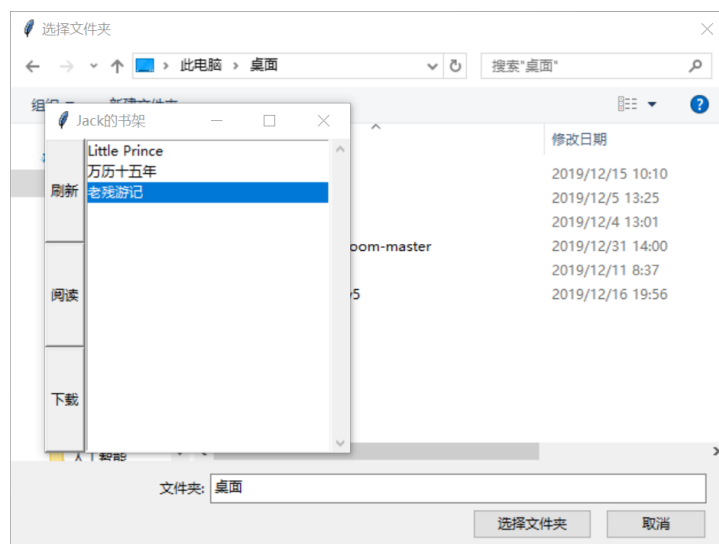 选择文件夹
此电脑 › 桌面
搜索"桌面"
Jack的书架
修改日期
Little Prince
万历十五年
老残游记
刷新
阅读
下载
2019/12/15 10:10
2019/12/5 13:25
2019/12/4 13:01
oom-master 2019/12/31 14:00
2019/12/11 8:37
2019/12/16 19:56
文件夹: 桌面
选择文件夹 取消